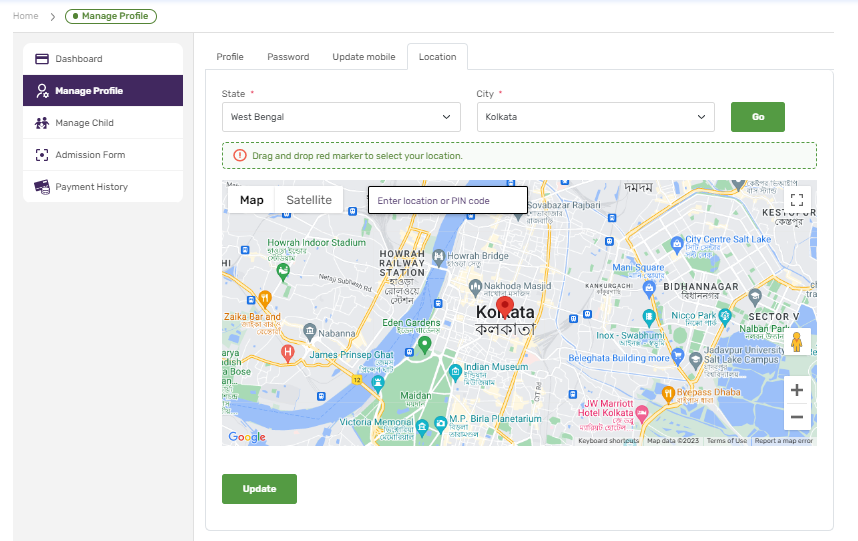 Home
Manage Profile
Dashboard
Manage Profile
Manage Child
Admission Form
Payment History
Profile
Password
Update mobile
Location
State *
City *
West Bengal
Kolkata
Go
Drag and drop red marker to select your location.
Map
Satellite
Enter location or PIN code
দমদম
Sovabazar Rajbari
KESTOPUR
কেষ্টপুর
Howrah Indoor Stadium
HOWRAH
RAILWAY
STATION
হাওড়া
রেলওয়ে
স্টেশন
Howrah Bridge
হাওড়া সেতু
City Centre Salt Lake
Mani Square
Netaji Subhash Rd
Nakhoda Masjid
নাখোদা মসজিদ
KANKURGACHI
কাঁকুড়গাছি
BIDHANNAGAR
বিধাননগর
SECTOR V
Zaika Bar and
Nabanna
Eden Gardens
Kolkata
কলকাতা
Nicco Park
Nalban Park
Inox - Swabhumi
James Prinsep Ghat
Beleghata Building more
Jadavpur University
Salt Lake Campus
Indian Museum
12
Maidan
ময়দান
Byepass Dhaba
JW Marriott
Hotel Kolkata
Victoria Memorial
M.P. Birla Planetarium
Google
Keyboard shortcuts
Map data ©2023
Terms of Use
Report a map error
Update